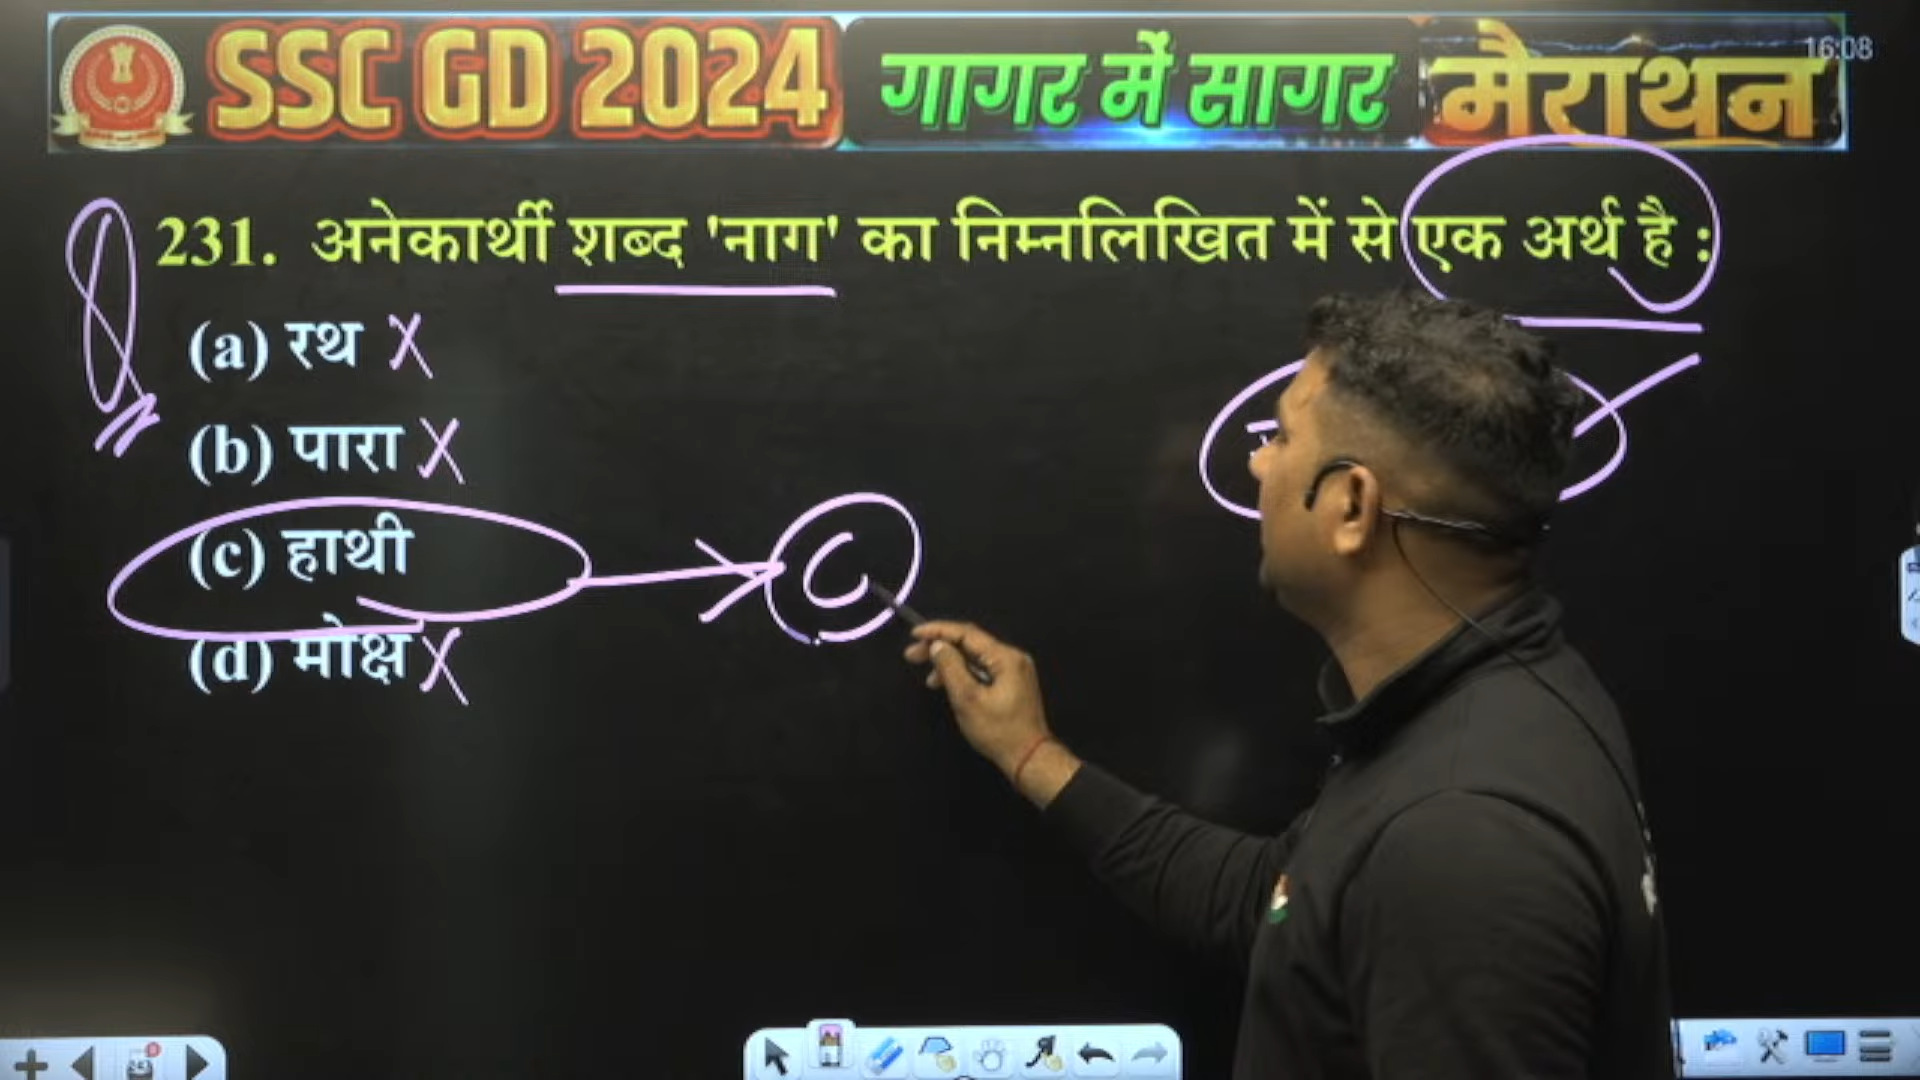 SSC GD 2024 गागर में सागर मैराथन
16:08
231. अनेकार्थी शब्द 'नाग' का निम्नलिखित में से एक अर्थ है :
(a) रथ X
(b) पारा X
(c) हाथी
C
(d) मोक्ष X